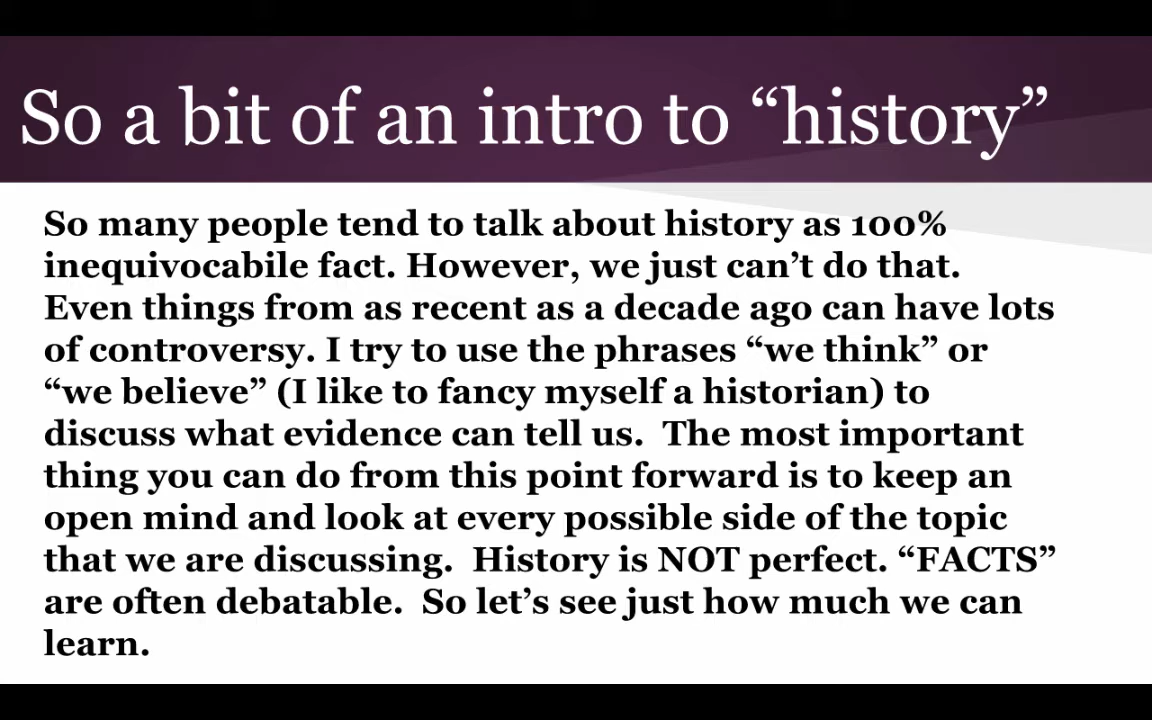 So a bit of an intro to “history”
So many people tend to talk about history as 100%
inequivocabile fact. However, we just can’t do that.
Even things from as recent as a decade ago can have lots
of controversy. I try to use the phrases “we think” or
“we believe” (I like to fancy myself a historian) to
discuss what evidence can tell us.  The most important
thing you can do from this point forward is to keep an
open mind and look at every possible side of the topic
that we are discussing.  History is NOT perfect. “FACTS”
are often debatable.  So let’s see just how much we can
learn.